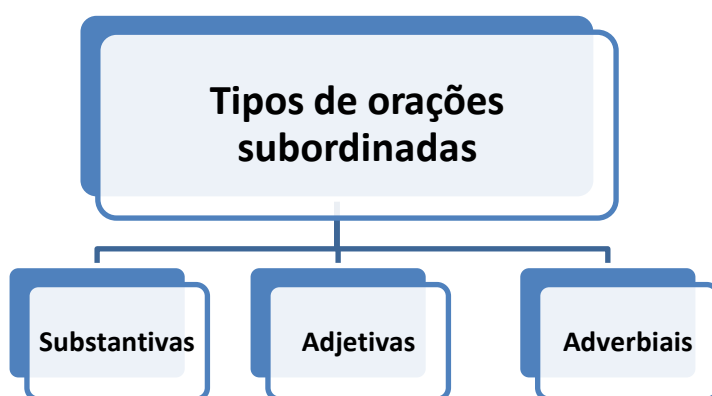 Tipos de orações
subordinadas
Substantivas
Adjetivas
Adverbiais